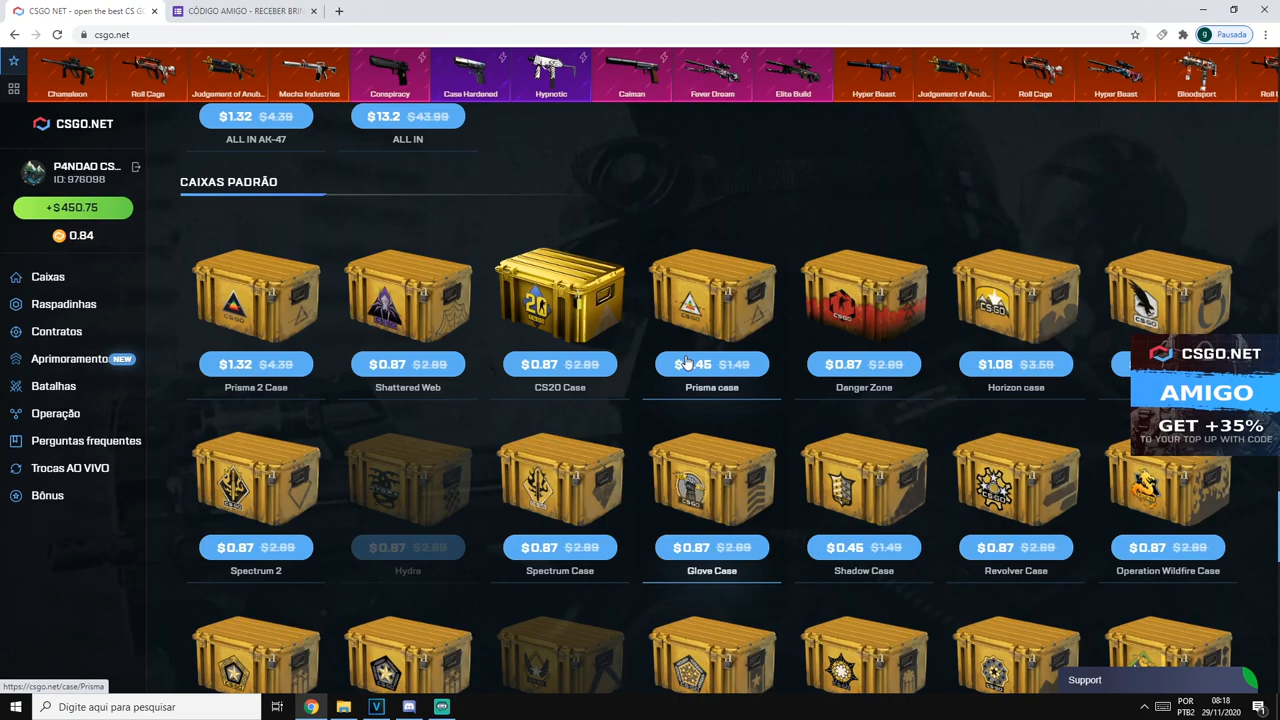 CSGO NET - open the best CS GO
CÓDIGO AMIGO - RECEBER BRIN
csgo.net
Pausada
Chameleon
Roll Cage
Judgement of Anub...
Mecha Industries
Conspiracy
Case Hardened
Hypnotic
Caiman
Fever Dream
Elite Build
Hyper Beast
Judgement of Anub...
Roll Cage
Hyper Beast
Bloodsport
CSGO.NET
P4NDAO CS...
ID: 976098
+$450.75
0.84
Caixas
Raspadinhas
Contratos
Aprimoramento NEW
Batalhas
Operação
Perguntas frequentes
Trocas AO VIVO
Bônus
$1.32 $4.39
ALL IN AK-47
$13.2 $43.99
ALL IN
CAIXAS PADRÃO
$1.32 $4.39
Prisma 2 Case
$0.87 $2.89
Shattered Web
$0.87 $2.89
CS20 Case
.45 $1.49
Prisma case
$0.87 $2.89
Danger Zone
$1.08 $3.59
Horizon case
CSGO.NET
AMIGO
GET +35%
TO YOUR TOP UP WITH CODE
$0.87 $2.89
Spectrum 2
$0.87 $2.89
Hydra
$0.87 $2.89
Spectrum Case
$0.87 $2.89
Glove Case
$0.45 $1.49
Shadow Case
$0.87 $2.89
Revolver Case
$0.87 $2.89
Operation Wildfire Case
Support
https://csgo.net/case/Prisma
Digite aqui para pesquisar
POR
PTB2
08:18
29/11/2020